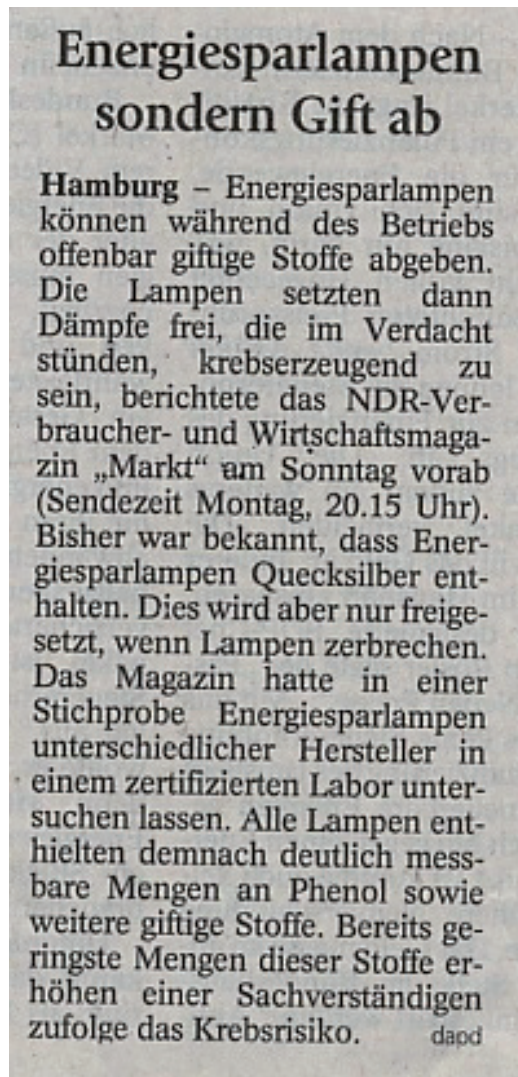 Energiesparlampen
sondern Gift ab
Hamburg – Energiesparlampen
können während des Betriebs
offenbar giftige Stoffe abgeben.
Die Lampen setzten dann
Dämpfe frei, die im Verdacht
stünden, krebserzeugend zu
sein, berichtete das NDR-Ver-
braucher- und Wirtschaftsmaga-
zin „Markt“ am Sonntag vorab
(Sendezeit Montag, 20.15 Uhr).
Bisher war bekannt, dass Ener-
giesparlampen Quecksilber ent-
halten. Dies wird aber nur freige-
setzt, wenn Lampen zerbrechen.
Das Magazin hatte in einer
Stichprobe Energiesparlampen
unterschiedlicher Hersteller in
einem zertifizierten Labor unter-
suchen lassen. Alle Lampen ent-
hielten demnach deutlich mess-
bare Mengen an Phenol sowie
weitere giftige Stoffe. Bereits ge-
ringste Mengen dieser Stoffe er-
höhen einer Sachverständigen
zufolge das Krebsrisiko. dapd